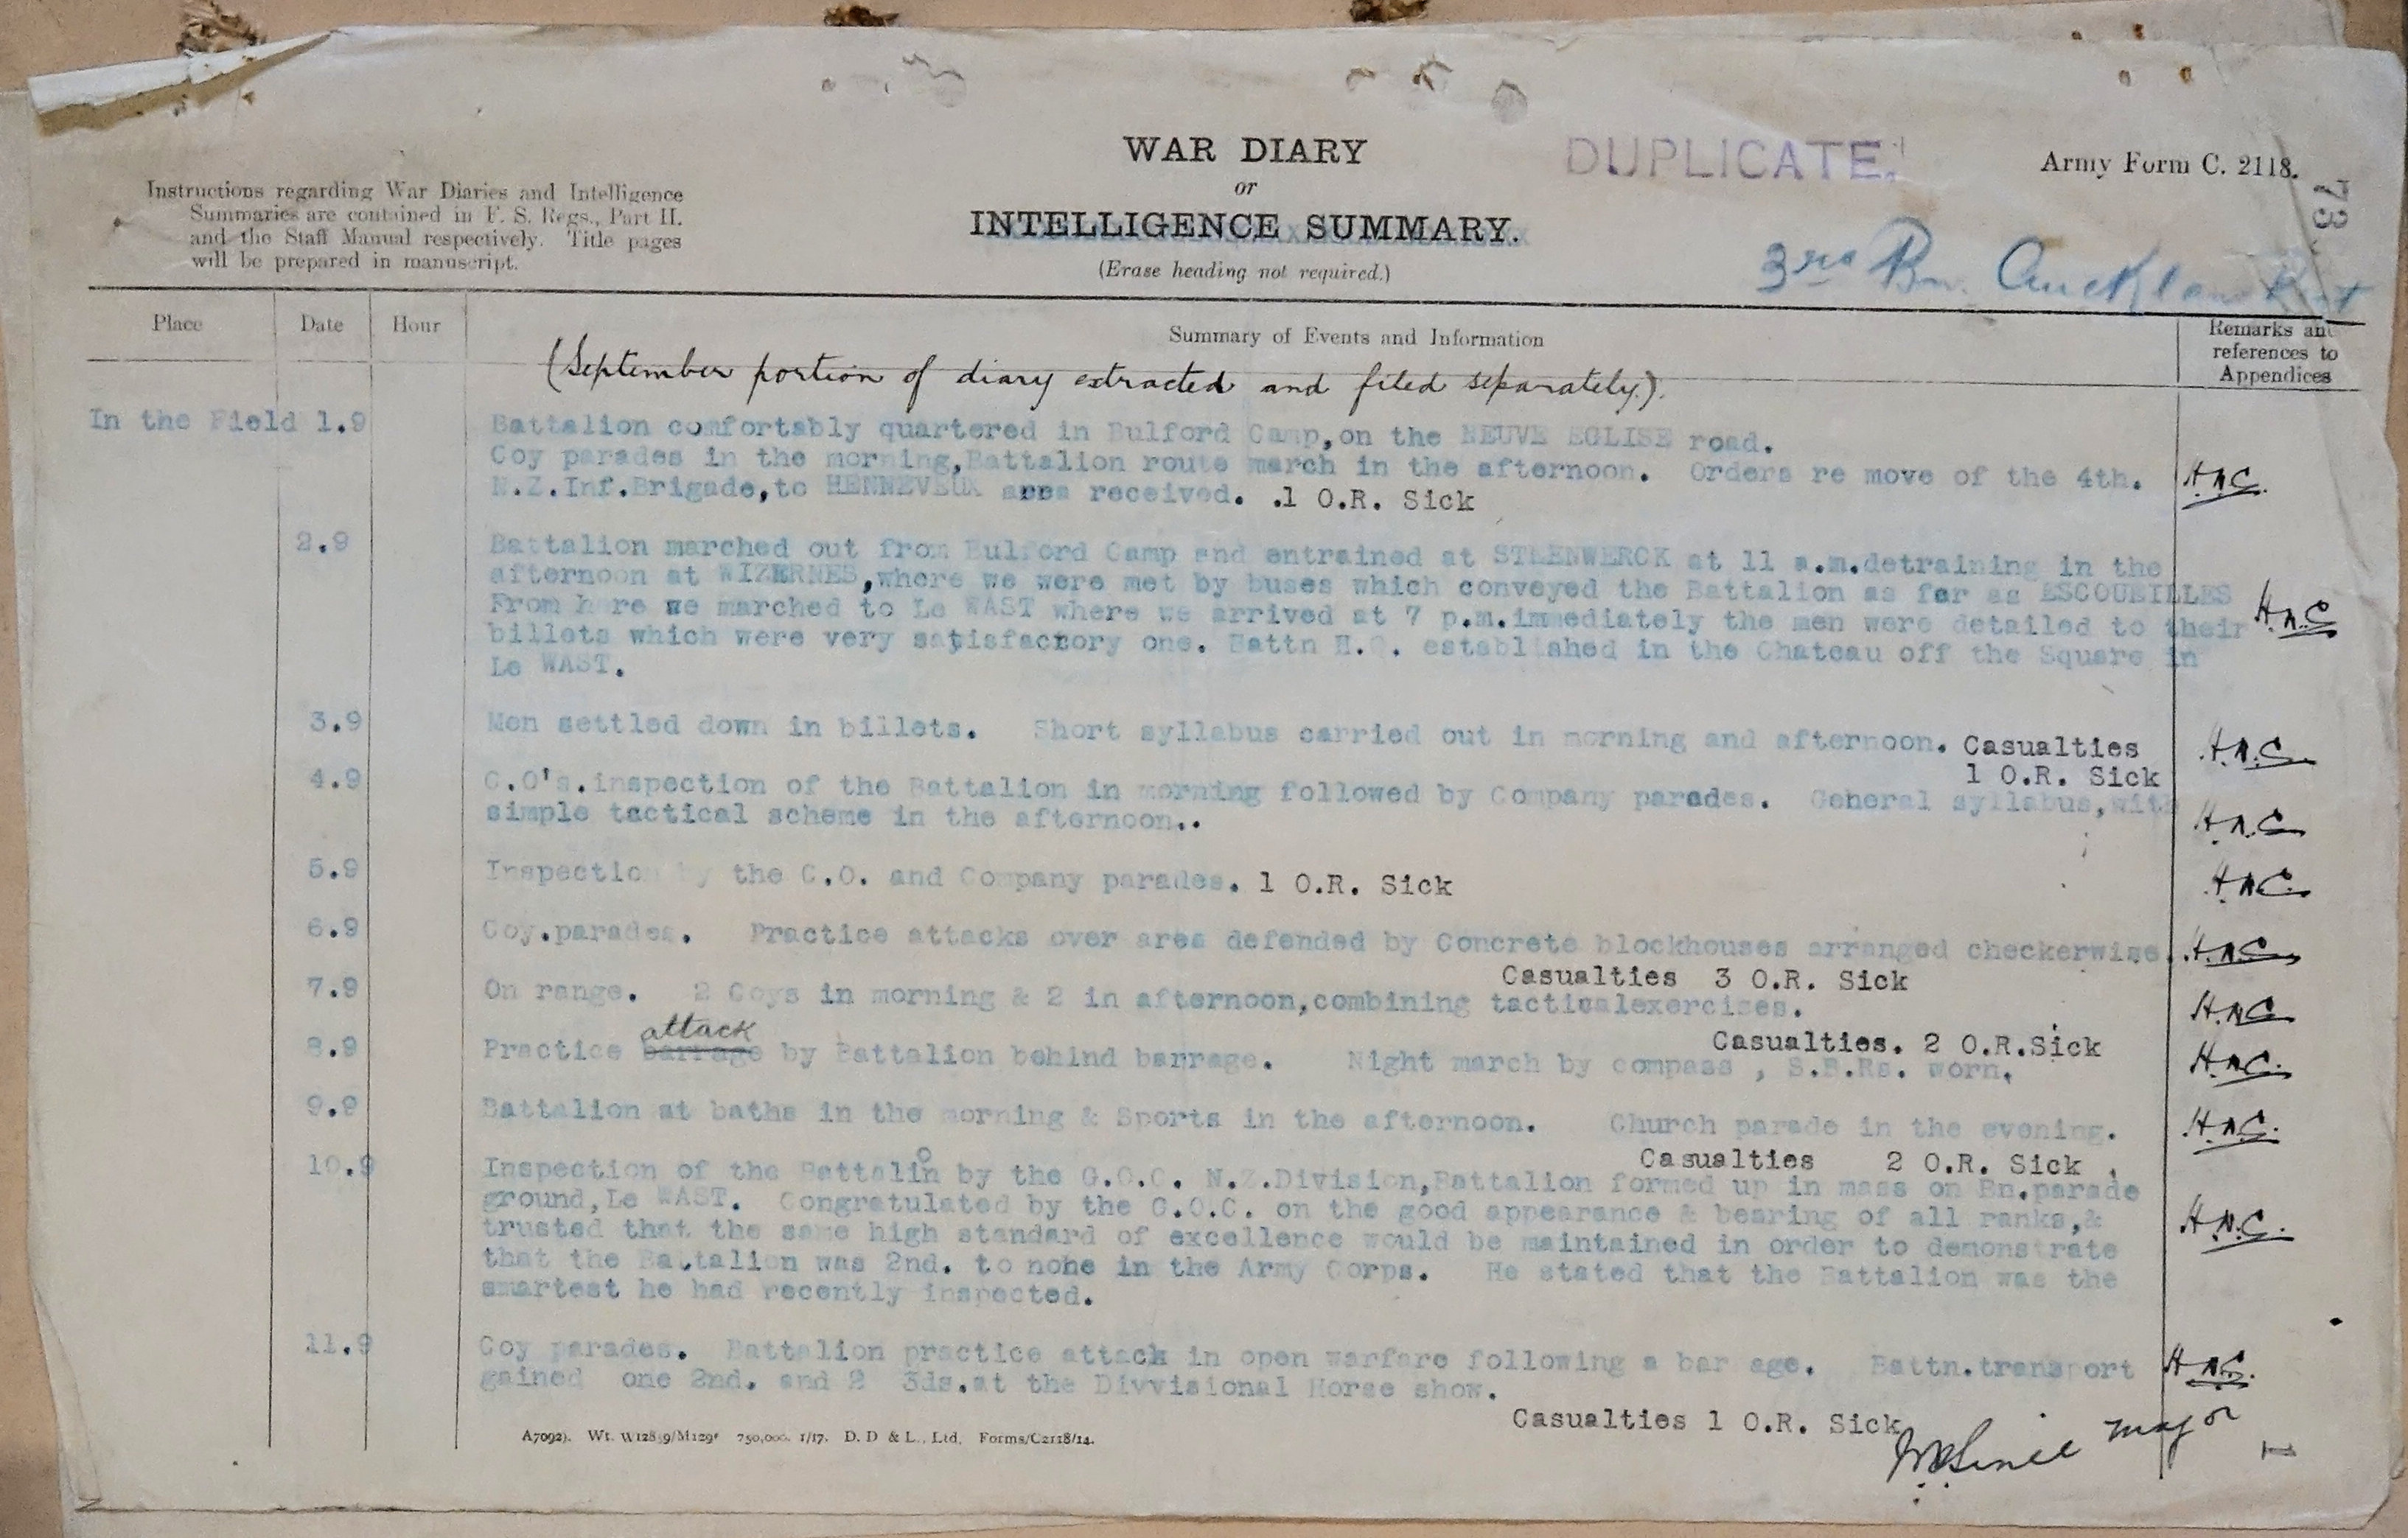 WAR DIARY
or
INTELLIGENCE SUMMARY.
(Erase heading not required.)
DUPLICATE.
Army Form C. 2118.
73
Instructions regarding War Diaries and Intelligence
Summaries are contained in F. S. Regs., Part II.
and the Staff Manual respectively. Title pages
will be prepared in manuscript.
3rd Bn. Auckland Regt
Place Date Hour Summary of Events and Information Remarks and
references to
Appendices
(September portion of diary extracted and filed separately).
In the Field 1.9 Battalion comfortably quartered in Bulford Camp,on the NEUVE EGLISE road.
Coy parades in the morning,Battalion route march in the afternoon. Orders re move of the 4th.
N.Z.Inf.Brigade,to HENNEVEUX area received. .1 O.R. Sick H.N.C.
2.9 Battalion marched out from Bulford Camp and entrained at STEENWERCK at 11 a.m.detraining in the
afternoon at WIZERNES,where we were met by buses which conveyed the Battalion as far as ESCOUEILLES
From here we marched to Le WAST where we arrived at 7 p.m.immediately the men were detailed to their H.N.C
billets which were very satisfactory one. Battn H.Q. established in the Chateau off the Square in
Le WAST.
3.9 Men settled down in billets. Short syllabus carried out in morning and afternoon. Casualties H.N.C.
1 O.R. Sick
4.9 C.O's.inspection of the Battalion in morning followed by Company parades. General syllabus,with
simple tactical scheme in the afternoon.. H.N.C.
5.9 Inspection by the C.O. and Company parades. 1 O.R. Sick H.N.C.
6.9 Coy.parades. Practice attacks over area defended by Concrete blockhouses arranged checkerwise. H.N.C.
Casualties 3 O.R. Sick
7.9 On range. 2 Coys in morning & 2 in afternoon,combining tacticalexercises. H.N.C.
attack
Casualties. 2 O.R.Sick
8.9 Practice barrage by Battalion behind barrage. Night march by compass , S.B.Rs. worn. H.N.C.
9.9 Battalion at baths in the morning & Sports in the afternoon. Church parade in the evening. H.N.C.
Casualties 2 O.R. Sick
10.9 Inspection of the Battalion by the G.O.C. N.Z.Division,Battalion formed up in mass on Bn.parade
ground,Le WAST. Congratulated by the G.O.C. on the good appearance & bearing of all ranks,&
trusted that the same high standard of excellence would be maintained in order to demonstrate H.N.C.
that the Battalion was 2nd. to none in the Army Corps. He stated that the Battalion was the
smartest he had recently inspected.
11.9 Coy parades. Battalion practice attack in open warfare following a bar age. Battn.transport H.N.C.
gained one 2nd. and 2 3ds.at the Divvisional Horse show.
Casualties 1 O.R. Sick
Major
1
A7092). Wt. W12859/M1293 750,000. 1/17. D. D & L., Ltd. Forms/C2118/14.